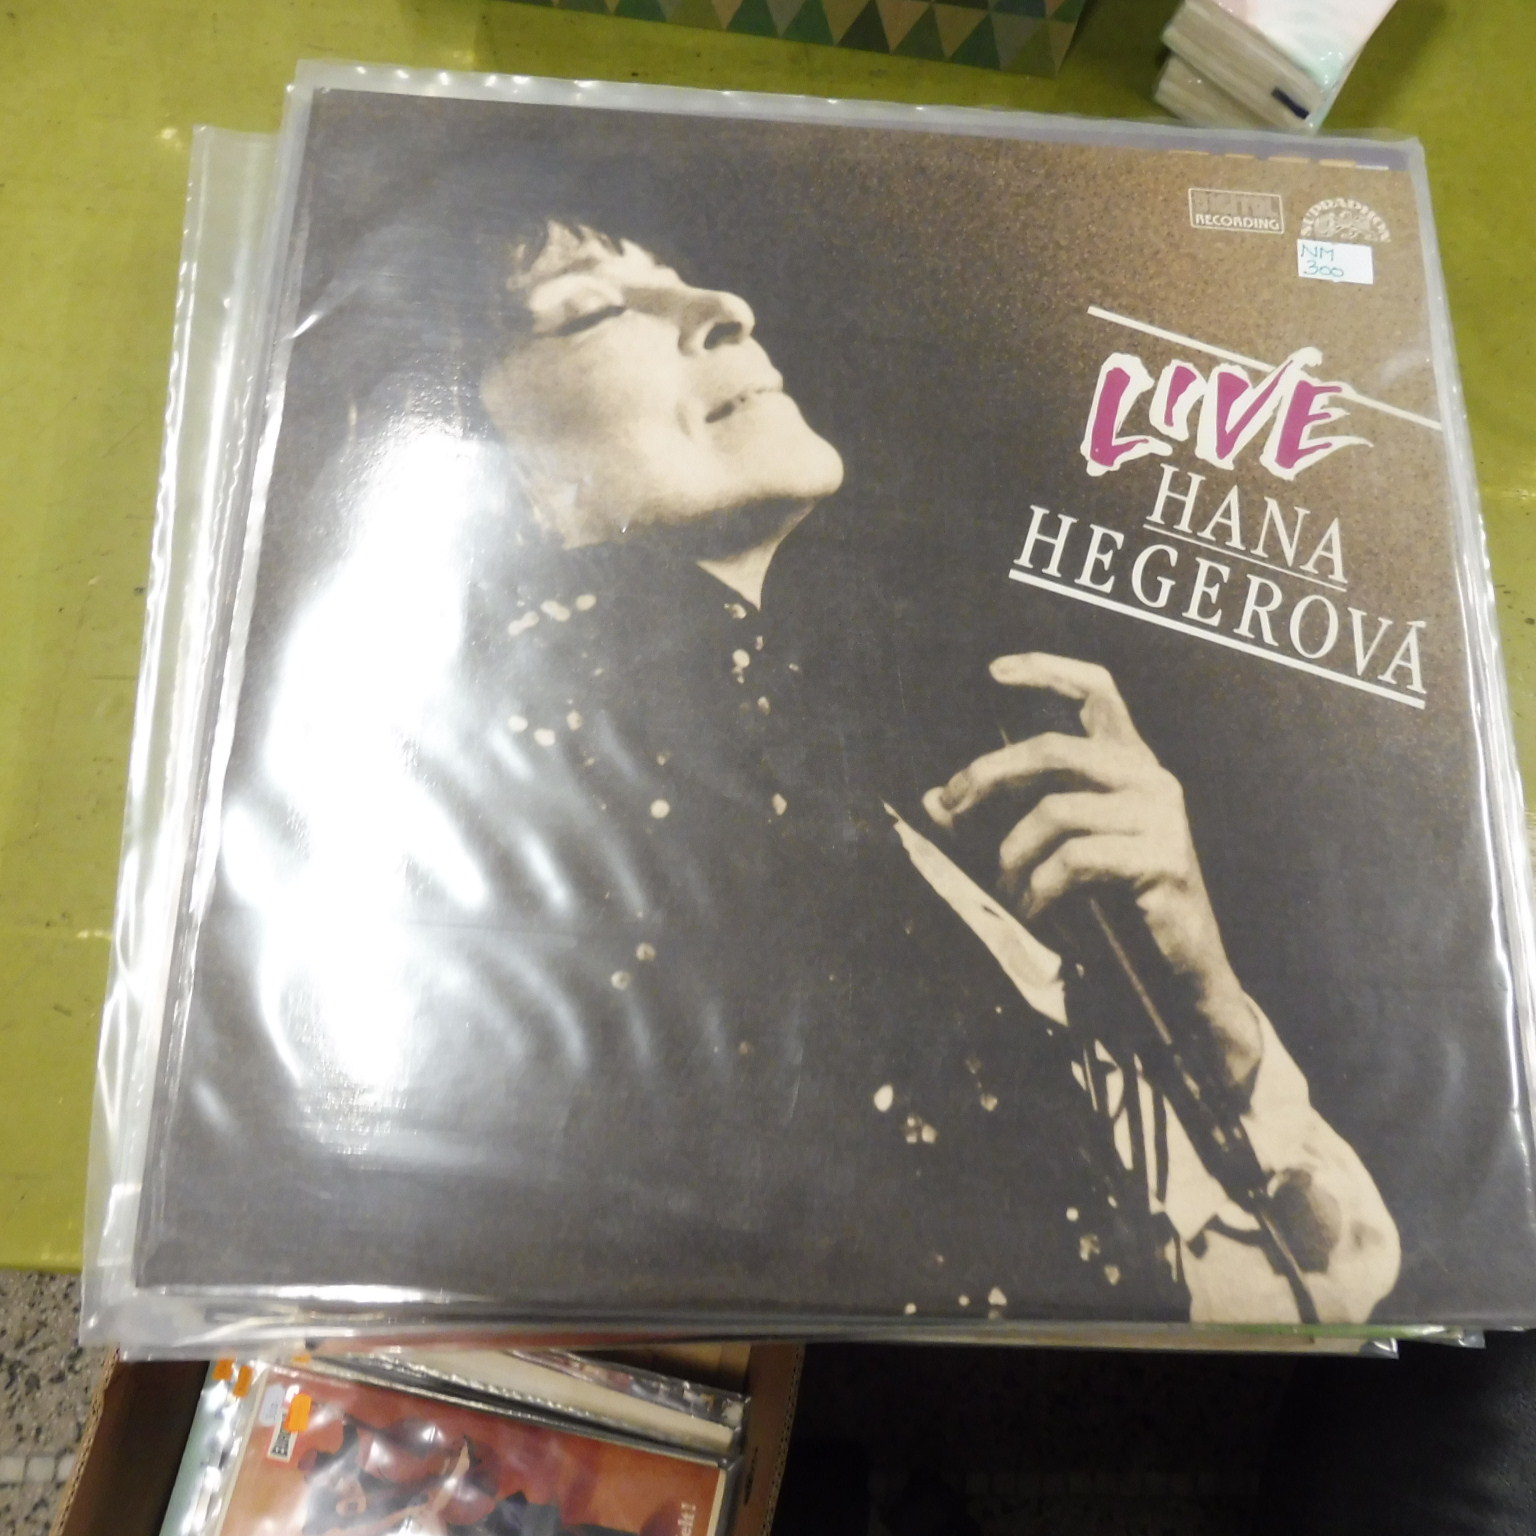 DIGITAL
RECORDING
SUPRAPHON
NM
300
LIVE
HANA
HEGEROVÁ